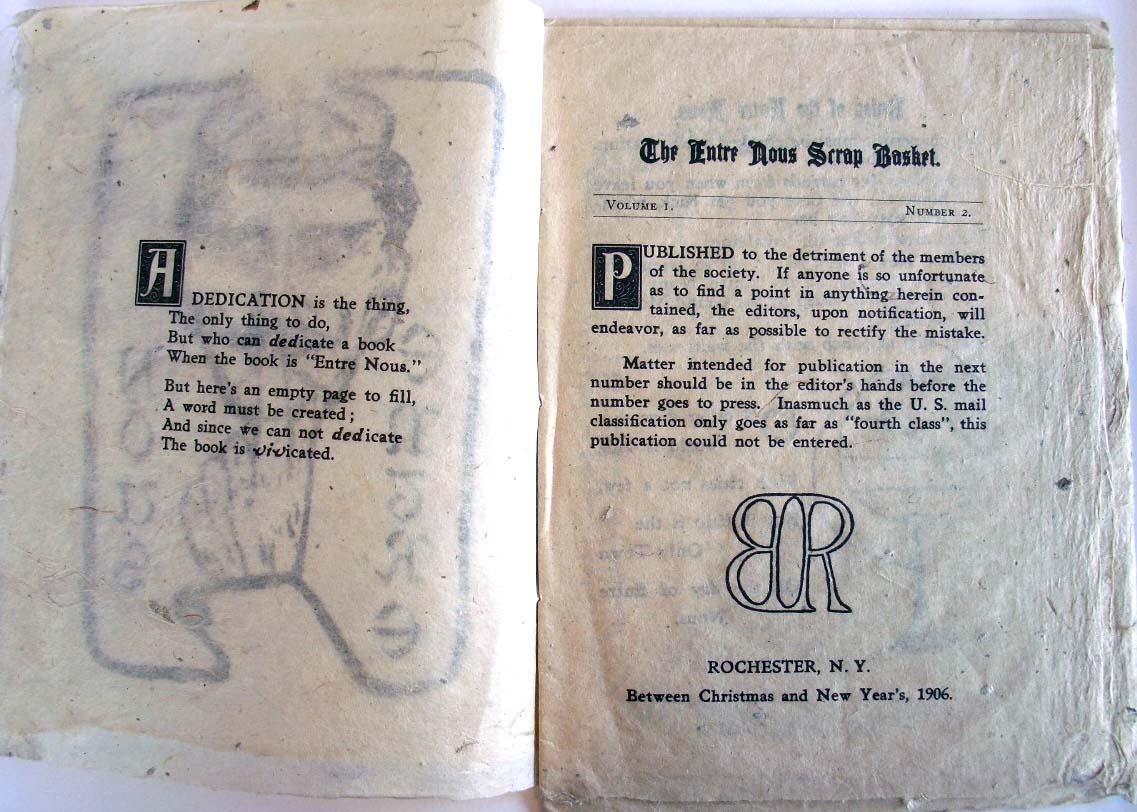 A DEDICATION is the thing,
The only thing to do,
But who can dedicate a book
When the book is "Entre Nous."
But here's an empty page to fill,
A word must be created;
And since we can not dedicate
The book is vivicated.
The Entre Nous Scrap Basket.
VOLUME 1. NUMBER 2.
PUBLISHED to the detriment of the members
of the society. If anyone is so unfortunate
as to find a point in anything herein con-
tained, the editors, upon notification, will
endeavor, as far as possible to rectify the mistake.
Matter intended for publication in the next
number should be in the editor's hands before the
number goes to press. Inasmuch as the U. S. mail
classification only goes as far as "fourth class", this
publication could not be entered.
ROCHESTER, N. Y.
Between Christmas and New Year's, 1906.